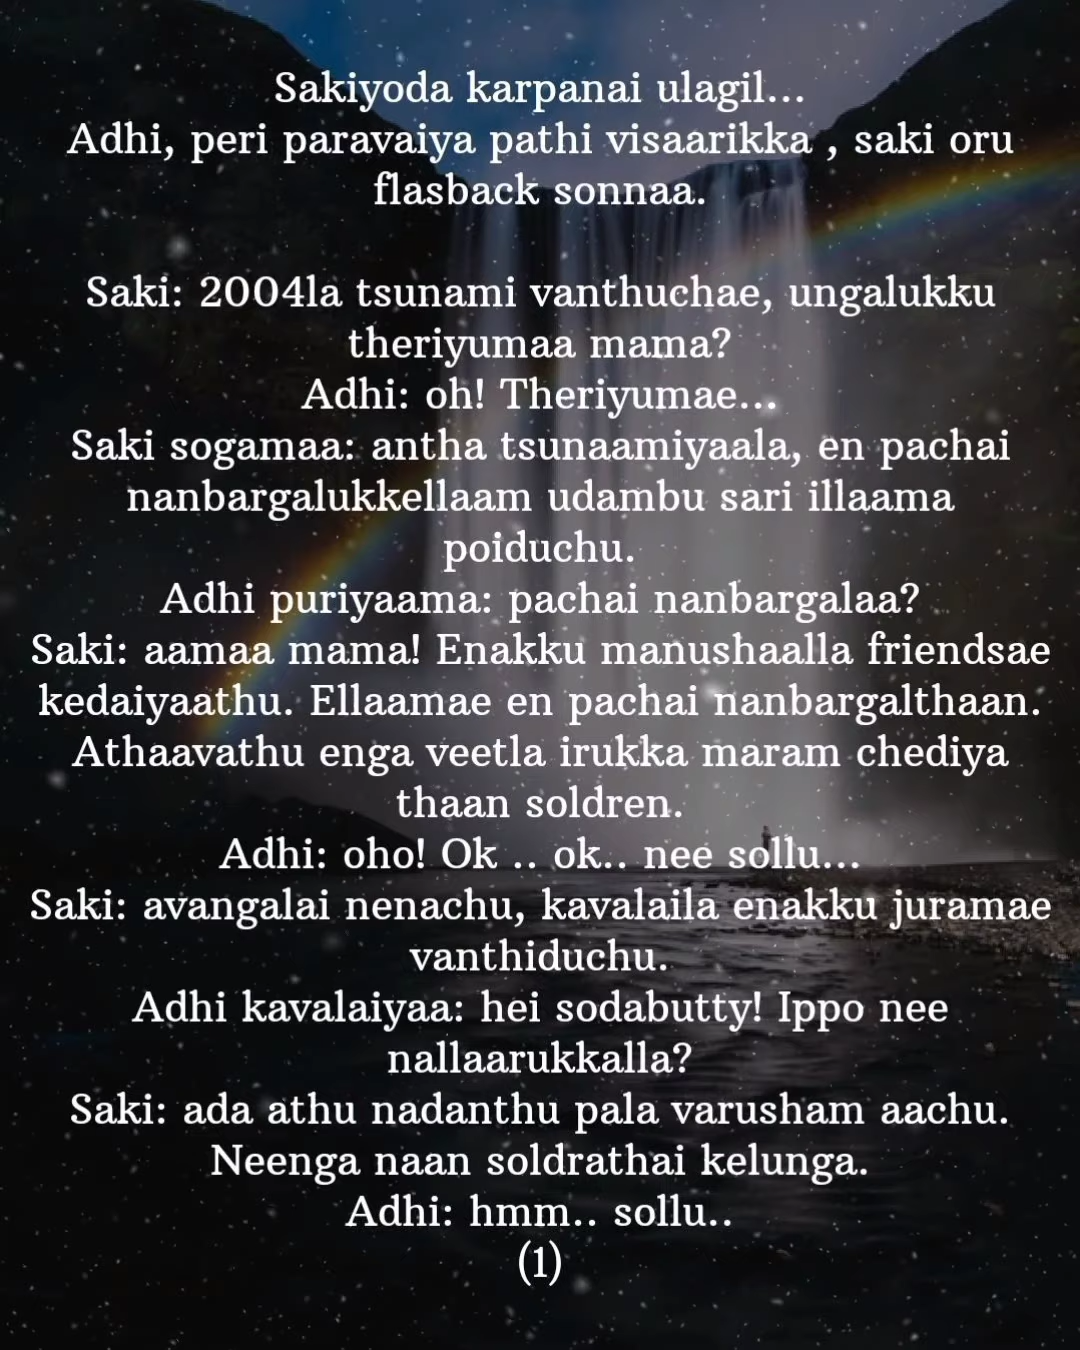 Sakiyoda karpanai ulagil...
Adhi, peri paravaiya pathi visaarikka , saki oru
flasback sonnaa.
Saki: 2004la tsunami vanthuchae, ungalukku
theriyumaa mama?
Adhi: oh! Theriyumae...
Saki sogamaa: antha tsunaamiyaala, en pachai
nanbargalukkellaam udambu sari illaama
poiduchu.
Adhi puriyaama: pachai nanbargalaa?
Saki: aamaa mama! Enakku manushaalla friendsae
kedaiyaathu. Ellaamae en pachai nanbargalthaan.
Athaavathu enga veetla irukka maram chediya
thaan soldren.
Adhi: oho! Ok .. ok.. nee sollu...
Saki: avangalai nenachu, kavalaila enakku juramae
vanthiduchu.
Adhi kavalaiyaa: hei sodabutty! Ippo nee
nallaarukkalla?
Saki: ada athu nadanthu pala varusham aachu.
Neenga naan soldrathai kelunga.
Adhi: hmm.. sollu..
(1)